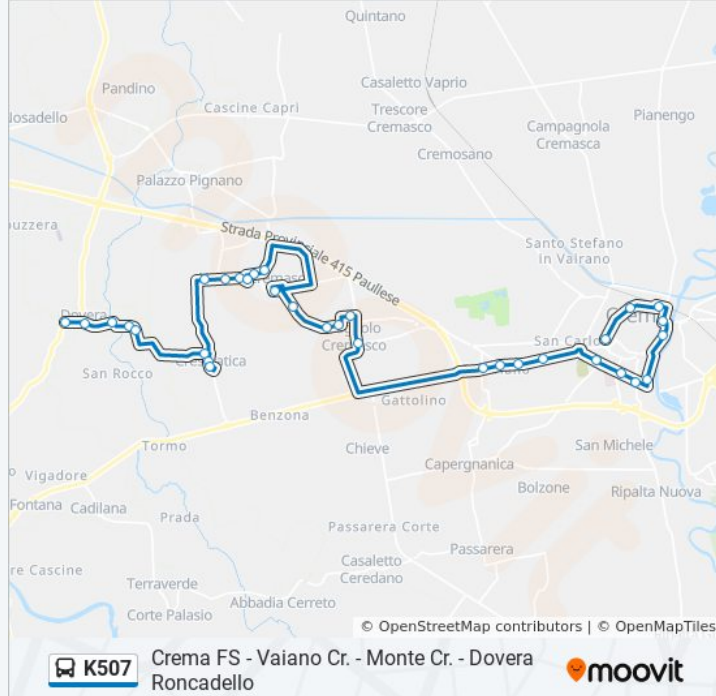 Quintano
Pandino
Casaletto Vaprio
Cascine Capri
Trescore
Cremasco
Pianengo
Campagnola
Cremasca
Cremosano
Palazzo Pignano
Strada Provinciale 415 Paullese
Santo Stefano
in Vairano
Dovera
Cremasco
San Carlo
San Rocco
Benzona
Gattolino
Tormo
Chieve
San Michele
Vigadore
Capergnanica
Fontana
Cadilana
Bolzone
Ripalta Nuova
Prada
Passarera Corte
Passarera
re Cascine
Casaletto
Ceredano
Terraverde
Abbadia Cerreto
Corte Palasio
© OpenStreetMap contributors | © OpenMapTiles
K507
Crema FS - Vaiano Cr. - Monte Cr. - Dovera
Roncadello
moovit